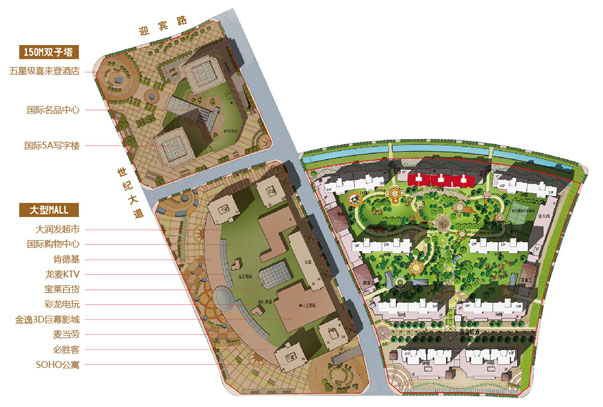 迎宾路
150M双子塔
五星级喜来登酒店
国际名品中心
国际5A写字楼
世纪大道
大型MALL
大润发超市
国际购物中心
肯德基
龙麦KTV
宝莱百货
彩龙电玩
金逸3D巨幕影城
麦当劳
必胜客
SOHO公寓